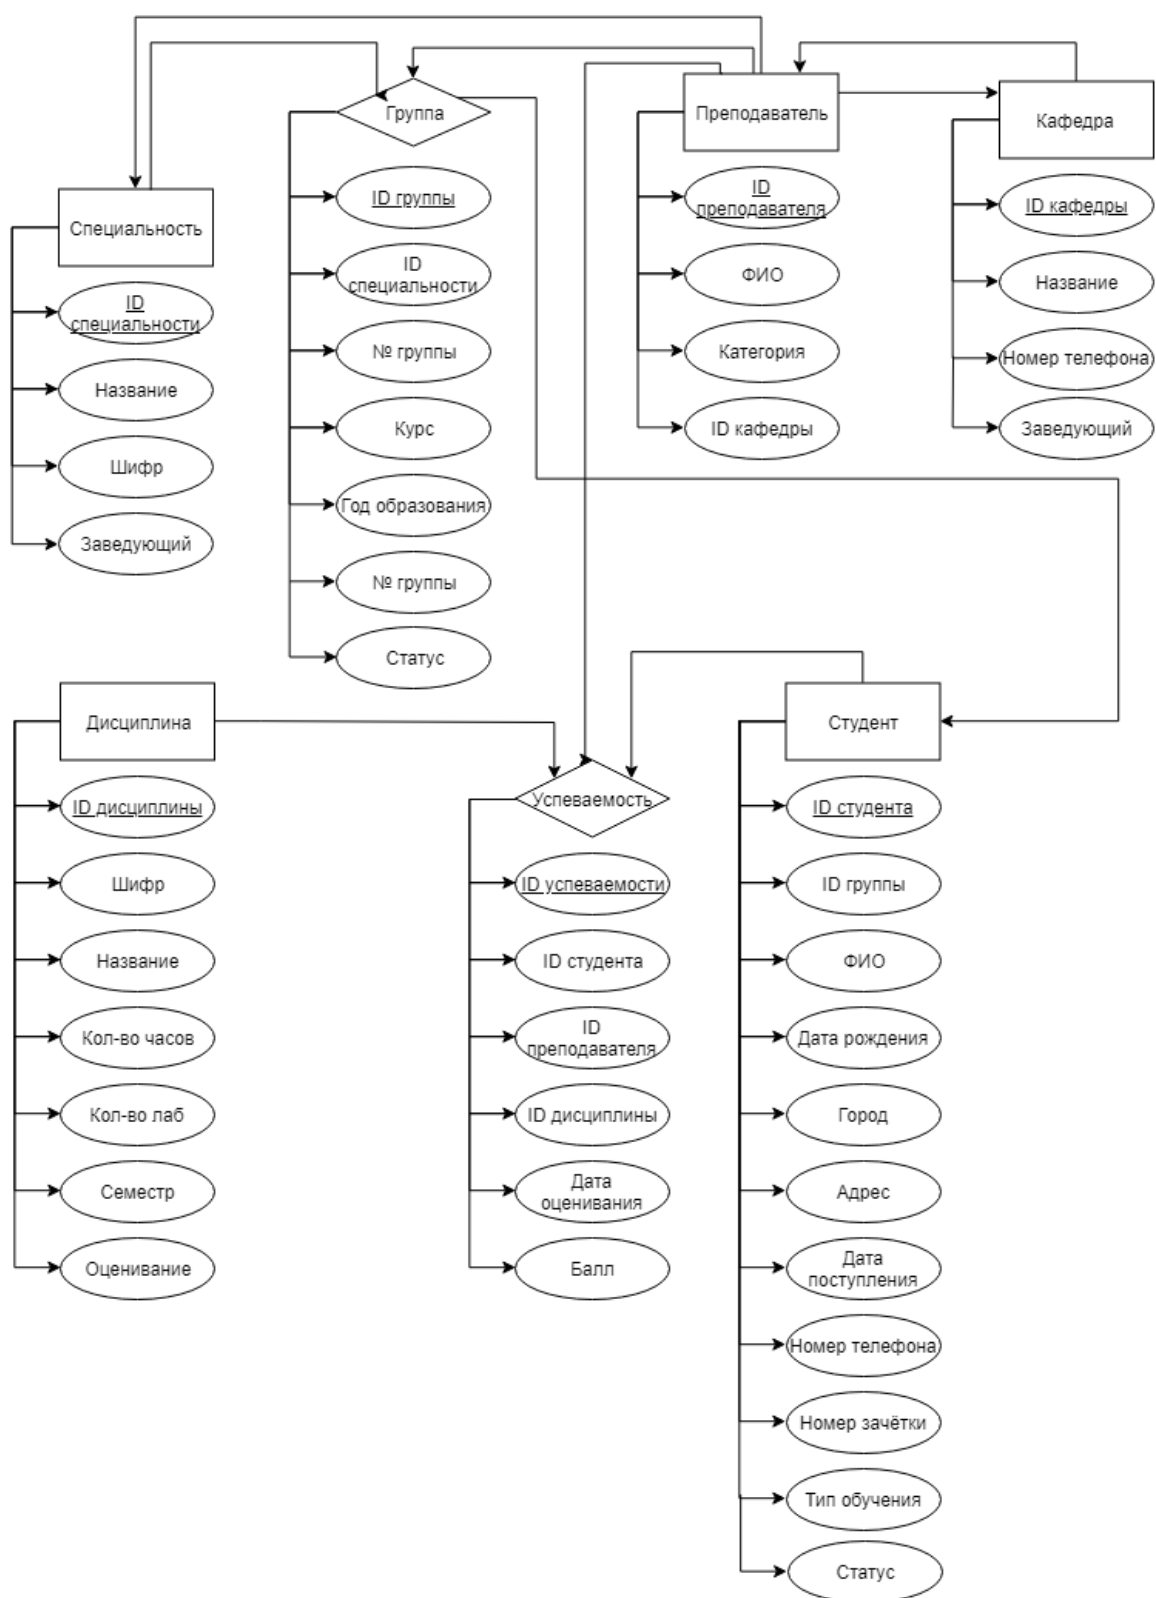 Группа
ID группы
ID
специальности
№ группы
Курс
Год образования
№ группы
Статус
Преподаватель
ID
преподавателя
ФИО
Категория
ID кафедры
Кафедра
ID кафедры
Название
Номер телефона
Заведующий
Специальность
ID
специальности
Название
Шифр
Заведующий
Дисциплина
ID дисциплины
Шифр
Название
Кол-во часов
Кол-во лаб
Семестр
Оценивание
Успеваемость
ID успеваемости
ID студента
ID
преподавателя
ID дисциплины
Дата
оценивания
Балл
Студент
ID студента
ID группы
ФИО
Дата рождения
Город
Адрес
Дата
поступления
Номер телефона
Номер зачётки
Тип обучения
Статус